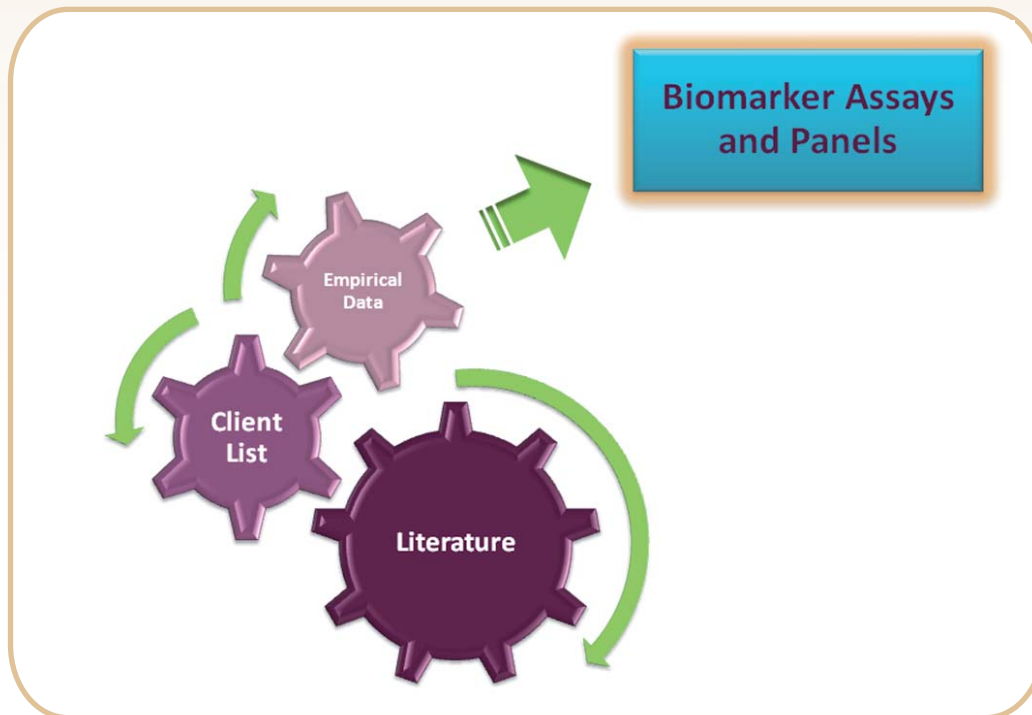 Biomarker Assays
and Panels
Empirical
Data
Client
List
Literature